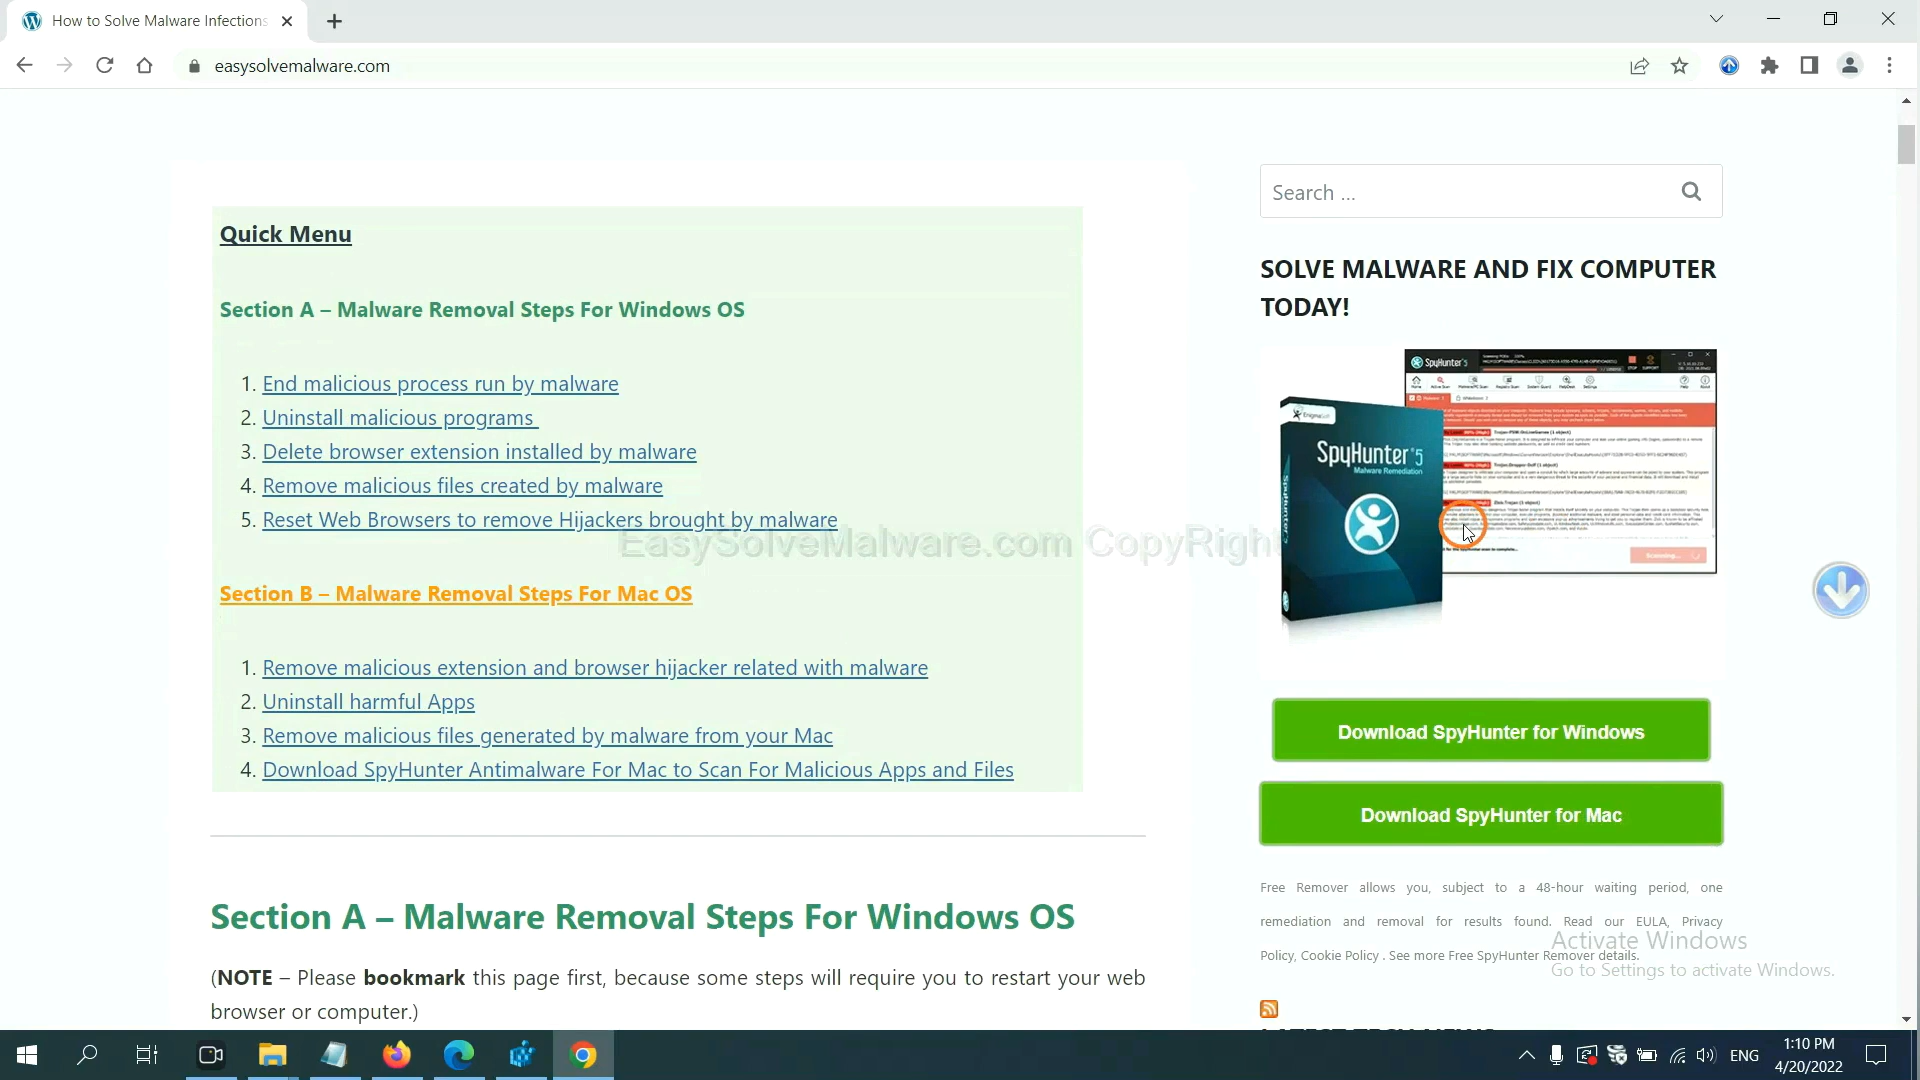 How to Solve Malware Infections
easysolvemalware.com
Quick Menu
Section A – Malware Removal Steps For Windows OS
1. End malicious process run by malware
2. Uninstall malicious programs
3. Delete browser extension installed by malware
4. Remove malicious files created by malware
5. Reset Web Browsers to remove Hijackers brought by malware
EasySolveMalware.com CopyRight
Section B – Malware Removal Steps For Mac OS
1. Remove malicious extension and browser hijacker related with malware
2. Uninstall harmful Apps
3. Remove malicious files generated by malware from your Mac
4. Download SpyHunter Antimalware For Mac to Scan For Malicious Apps and Files
Section A – Malware Removal Steps For Windows OS
(NOTE – Please bookmark this page first, because some steps will require you to restart your web
browser or computer.)
Search ...
SOLVE MALWARE AND FIX COMPUTER
TODAY!
SpyHunter 5
EnigmaSoft
SpyHunter 5
Malware Remediation
Scanning...
Download SpyHunter for Windows
Download SpyHunter for Mac
Free Remover allows you, subject to a 48-hour waiting period, one
remediation and removal for results found. Read our EULA, Privacy
Policy, Cookie Policy . See more Free SpyHunter Remover details.
Activate Windows
Go to Settings to activate Windows.
LATEST TECH NEWS
ENG
1:10 PM
4/20/2022